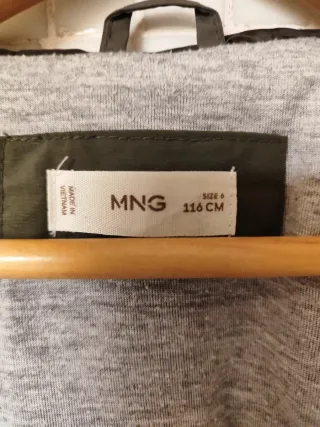 MADE IN
VIETNAM
MNG
SIZE 6
116 CM